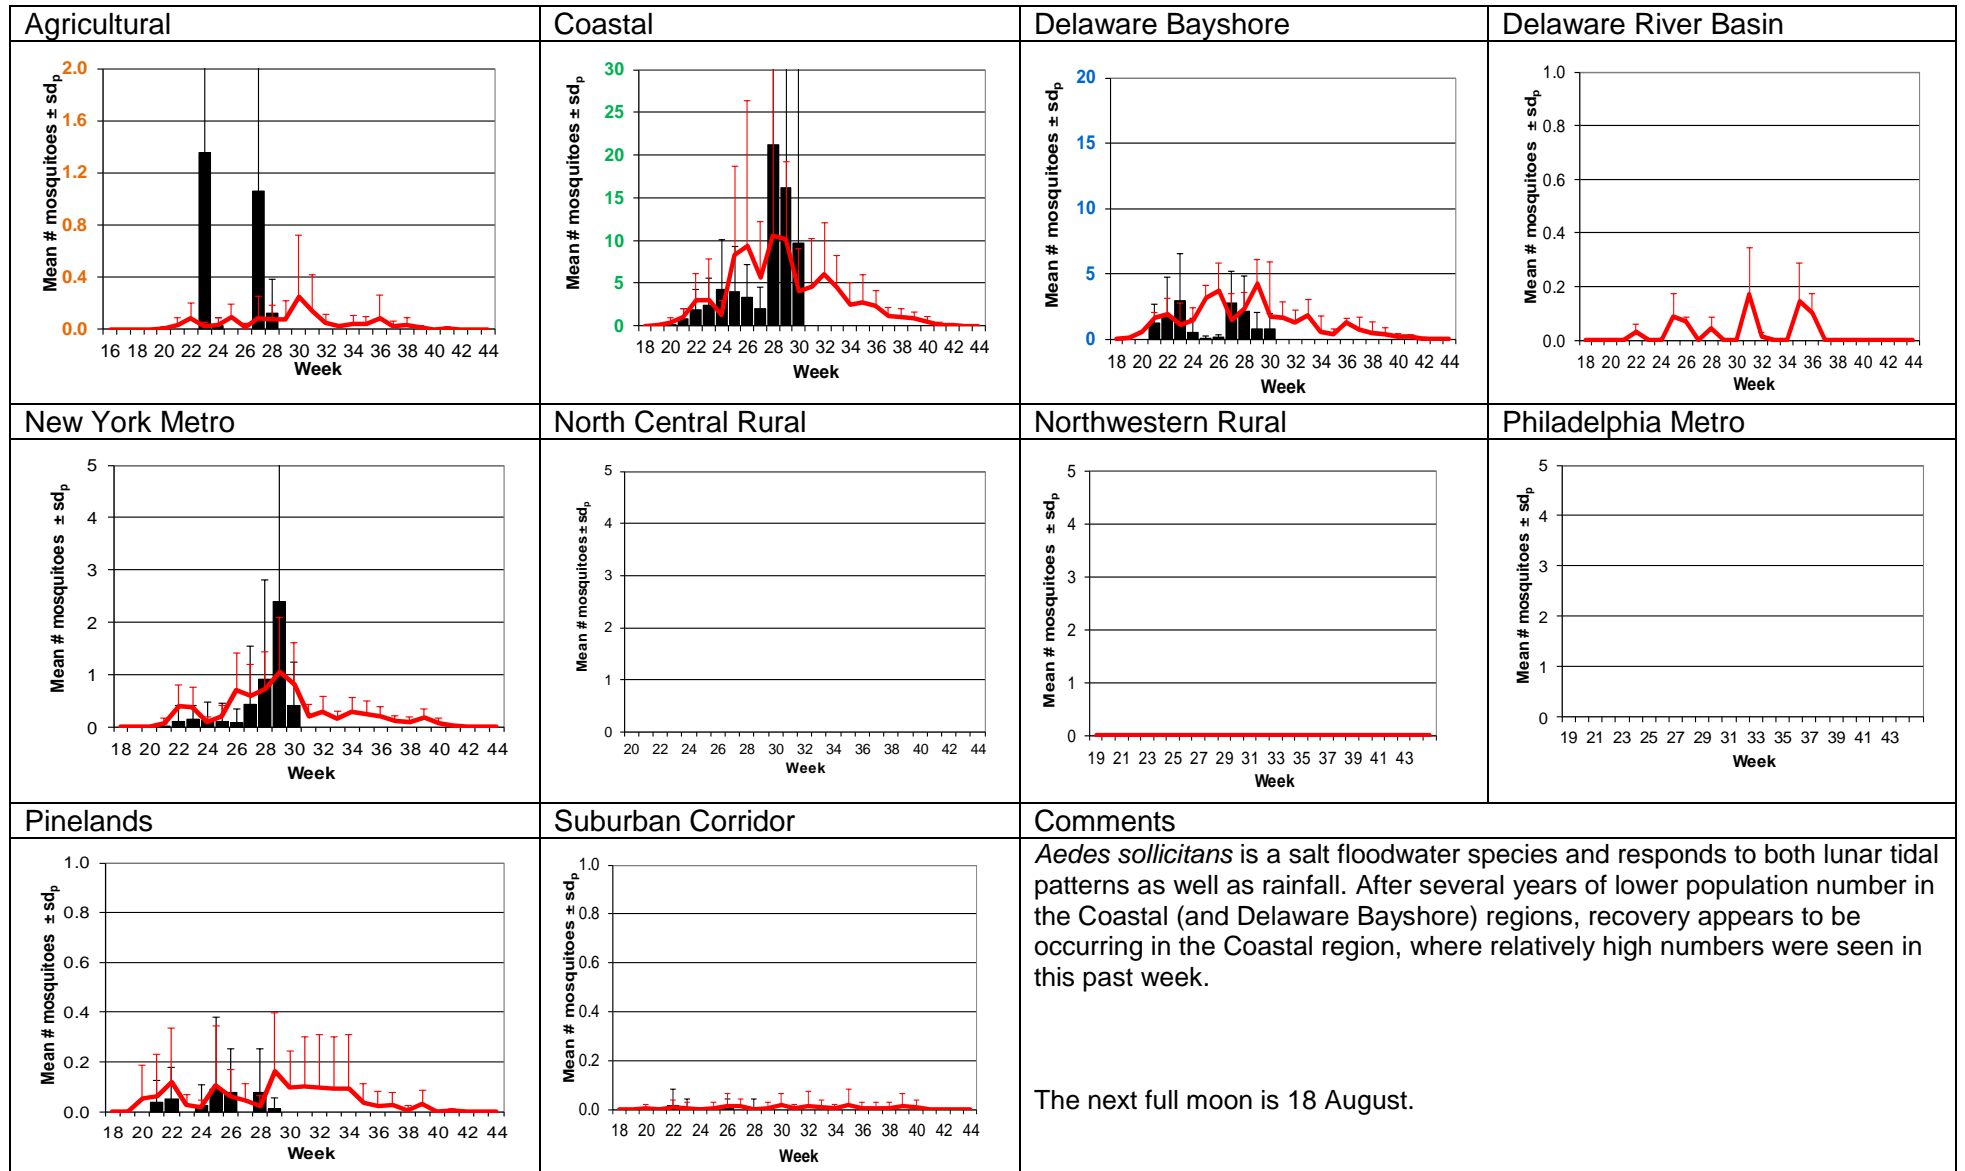 Agricultural
Mean # mosquitoes ± sdp
2.0
1.6
1.2
0.8
0.4
0.0
16 18 20 22 24 26 28 30 32 34 36 38 40 42 44
Week
Coastal
Mean # mosquitoes ± sdp
30
25
20
15
10
5
0
18 20 22 24 26 28 30 32 34 36 38 40 42 44
Week
Delaware Bayshore
Mean # mosquitoes ± sdp
20
15
10
5
0
18 20 22 24 26 28 30 32 34 36 38 40 42 44
Week
Delaware River Basin
Mean # mosquitoes ± sdp
1.0
0.8
0.6
0.4
0.2
0.0
18 20 22 24 26 28 30 32 34 36 38 40 42 44
Week
New York Metro
Mean # mosquitoes ± sdp
5
4
3
2
1
0
18 20 22 24 26 28 30 32 34 36 38 40 42 44
Week
North Central Rural
Mean # mosquitoes ± sdp
5
4
3
2
1
0
20 22 24 26 28 30 32 34 36 38 40 42 44
Week
Northwestern Rural
Mean # mosquitoes ± sdp
5
4
3
2
1
0
19 21 23 25 27 29 31 33 35 37 39 41 43
Week
Philadelphia Metro
Mean # mosquitoes ± sdp
5
4
3
2
1
0
19 21 23 25 27 29 31 33 35 37 39 41 43
Week
Pinelands
Mean # mosquitoes ± sdp
1.0
0.8
0.6
0.4
0.2
0.0
18 20 22 24 26 28 30 32 34 36 38 40 42 44
Week
Suburban Corridor
Mean # mosquitoes ± sdp
1.0
0.8
0.6
0.4
0.2
0.0
18 20 22 24 26 28 30 32 34 36 38 40 42 44
Week
Comments
Aedes sollicitans is a salt floodwater species and responds to both lunar tidal
patterns as well as rainfall. After several years of lower population number in
the Coastal (and Delaware Bayshore) regions, recovery appears to be
occurring in the Coastal region, where relatively high numbers were seen in
this past week.
The next full moon is 18 August.